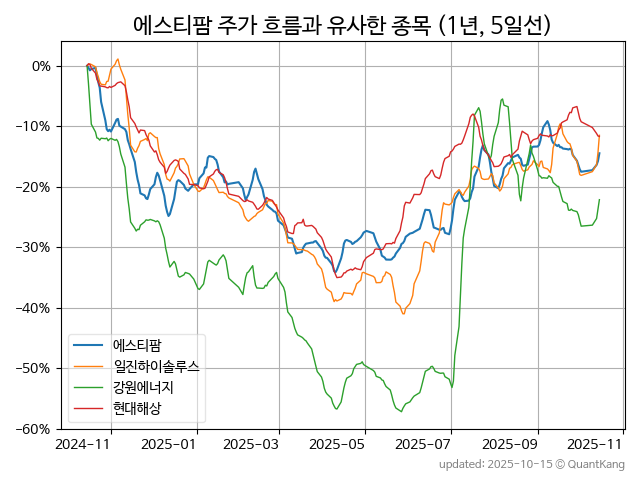 에스티팜 주가 흐름과 유사한 종목 (1년, 5일선)
0%
−10%
−20%
−30%
−40%
−50%
−60%
에스티팜
일진하이솔루스
강원에너지
현대해상
2024-11
2025-01
2025-03
2025-05
2025-07
2025-09
2025-11
updated: 2025-10-15 © QuantKang